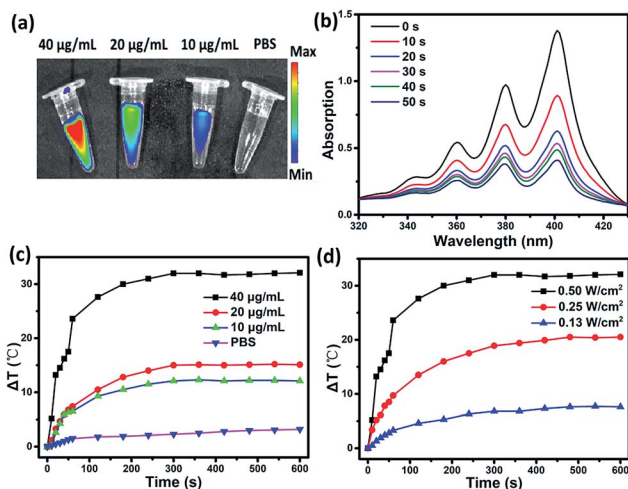 (a)
40 μg/mL 20 μg/mL 10 μg/mL PBS
Max
Min
(b)
0 s
10 s
20 s
30 s
40 s
50 s
Absorption
1.5
1.0
0.5
0.0
320 340 360 380 400 420
Wavelength (nm)
(c)
40 μg/mL
20 μg/mL
10 μg/mL
PBS
ΔT (℃)
30
20
10
0
0 100 200 300 400 500 600
Time (s)
(d)
0.50 W/cm²
0.25 W/cm²
0.13 W/cm²
ΔT (℃)
30
20
10
0
0 100 200 300 400 500 600
Time (s)